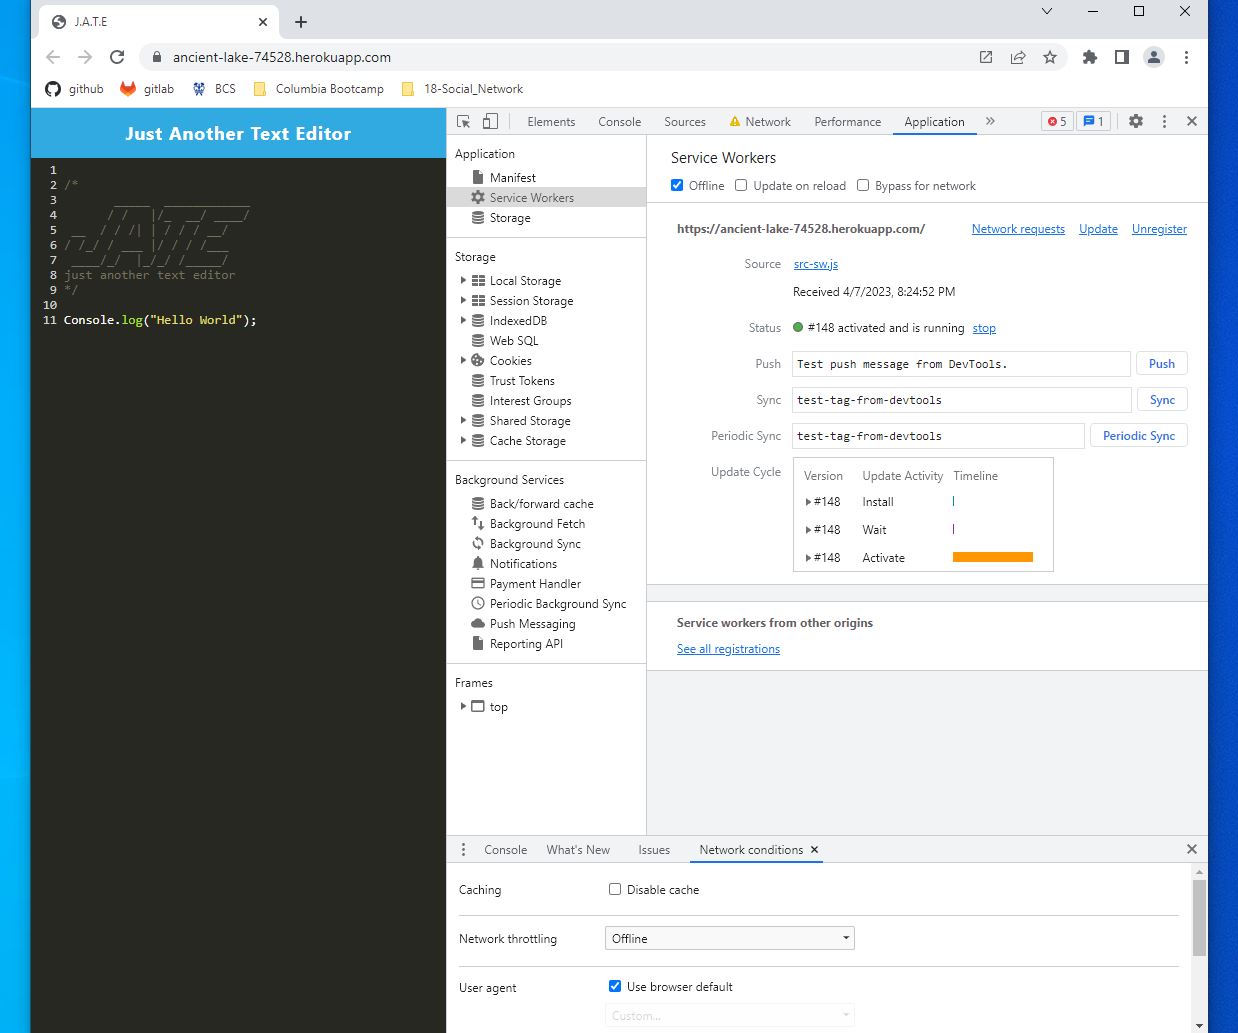 J.A.T.E
ancient-lake-74528.herokuapp.com
github gitlab BCS Columbia Bootcamp 18-Social_Network
Just Another Text Editor
1
2 /*
3 _____ ____________
4 / / |/_ __/ ____/
5 __ / / /| | / / / __/
6 / /_/ / ___ |/ / / /___
7 ____/_/ |_/_/ /_____/
8 just another text editor
9 */
10
11 Console.log("Hello World");
Elements Console Sources Network Performance Application » 5 1
Application
Manifest
Service Workers
Storage
Storage
Local Storage
Session Storage
IndexedDB
Web SQL
Cookies
Trust Tokens
Interest Groups
Shared Storage
Cache Storage
Background Services
Back/forward cache
Background Fetch
Background Sync
Notifications
Payment Handler
Periodic Background Sync
Push Messaging
Reporting API
Frames
top
Service Workers
Offline Update on reload Bypass for network
https://ancient-lake-74528.herokuapp.com/ Network requests Update Unregister
Source src-sw.js
Received 4/7/2023, 8:24:52 PM
Status #148 activated and is running stop
Push Test push message from DevTools. Push
Sync test-tag-from-devtools Sync
Periodic Sync test-tag-from-devtools Periodic Sync
Update Cycle Version Update Activity Timeline
#148 Install
#148 Wait
#148 Activate
Service workers from other origins
See all registrations
Console What's New Issues Network conditions
Caching Disable cache
Network throttling Offline
User agent Use browser default
Custom...